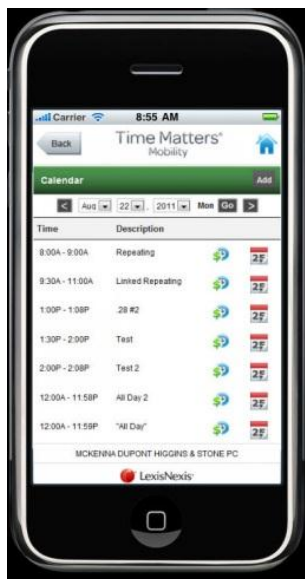 Carrier 8:55 AM
Back Time Matters®
Mobility
Calendar Add
< Aug 22, 2011 Mon Go >
Time Description
8:00A - 9:00A Repeating
9:30A - 11:00A Linked Repeating
1:00P - 1:08P .28 #2
1:30P - 2:00P Test
2:00P - 2:08P Test 2
12:00A - 11:58P All Day 2
12:00A - 11:59P "All Day"
MCKENNA DUPONT HIGGINS & STONE PC
LexisNexis®